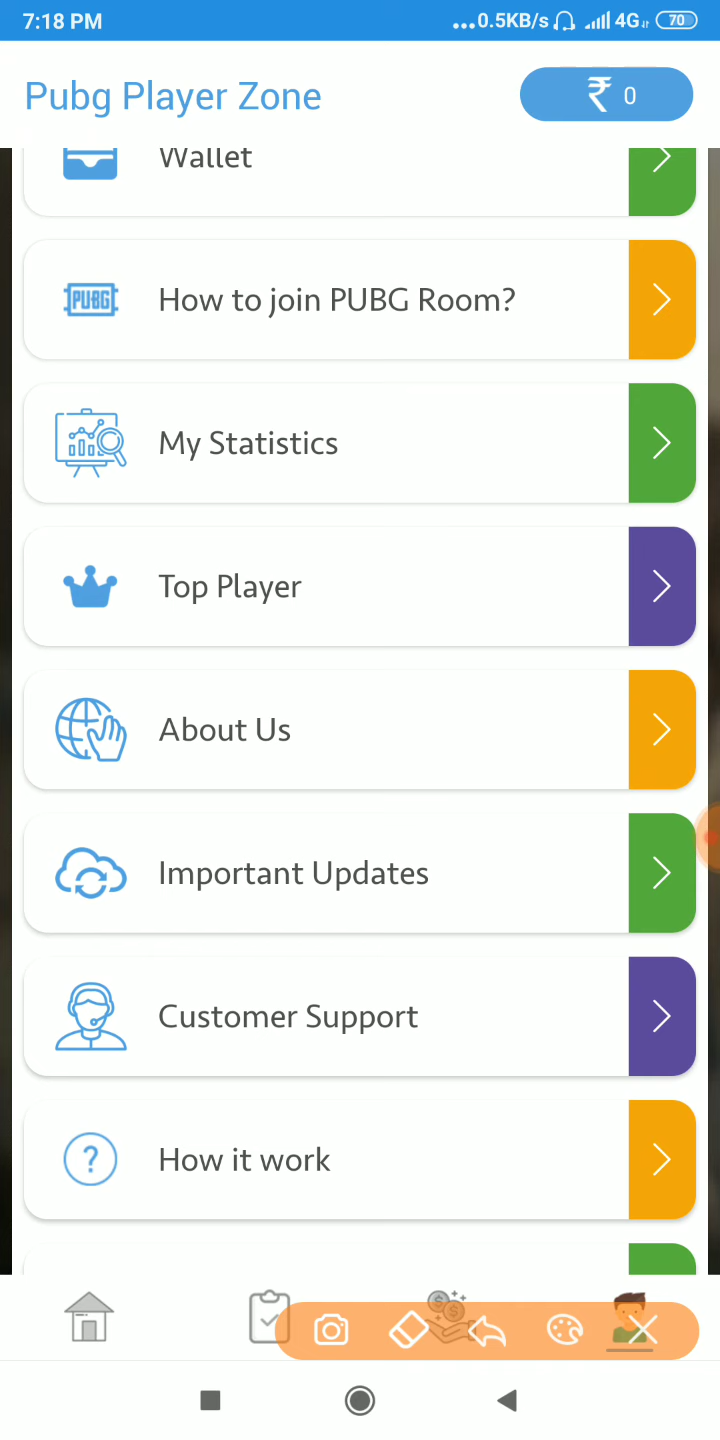 7:18 PM
...0.5KB/s 4G 70
Pubg Player Zone
₹ 0
Wallet
PUBG
How to join PUBG Room?
My Statistics
Top Player
About Us
Important Updates
Customer Support
?
How it work